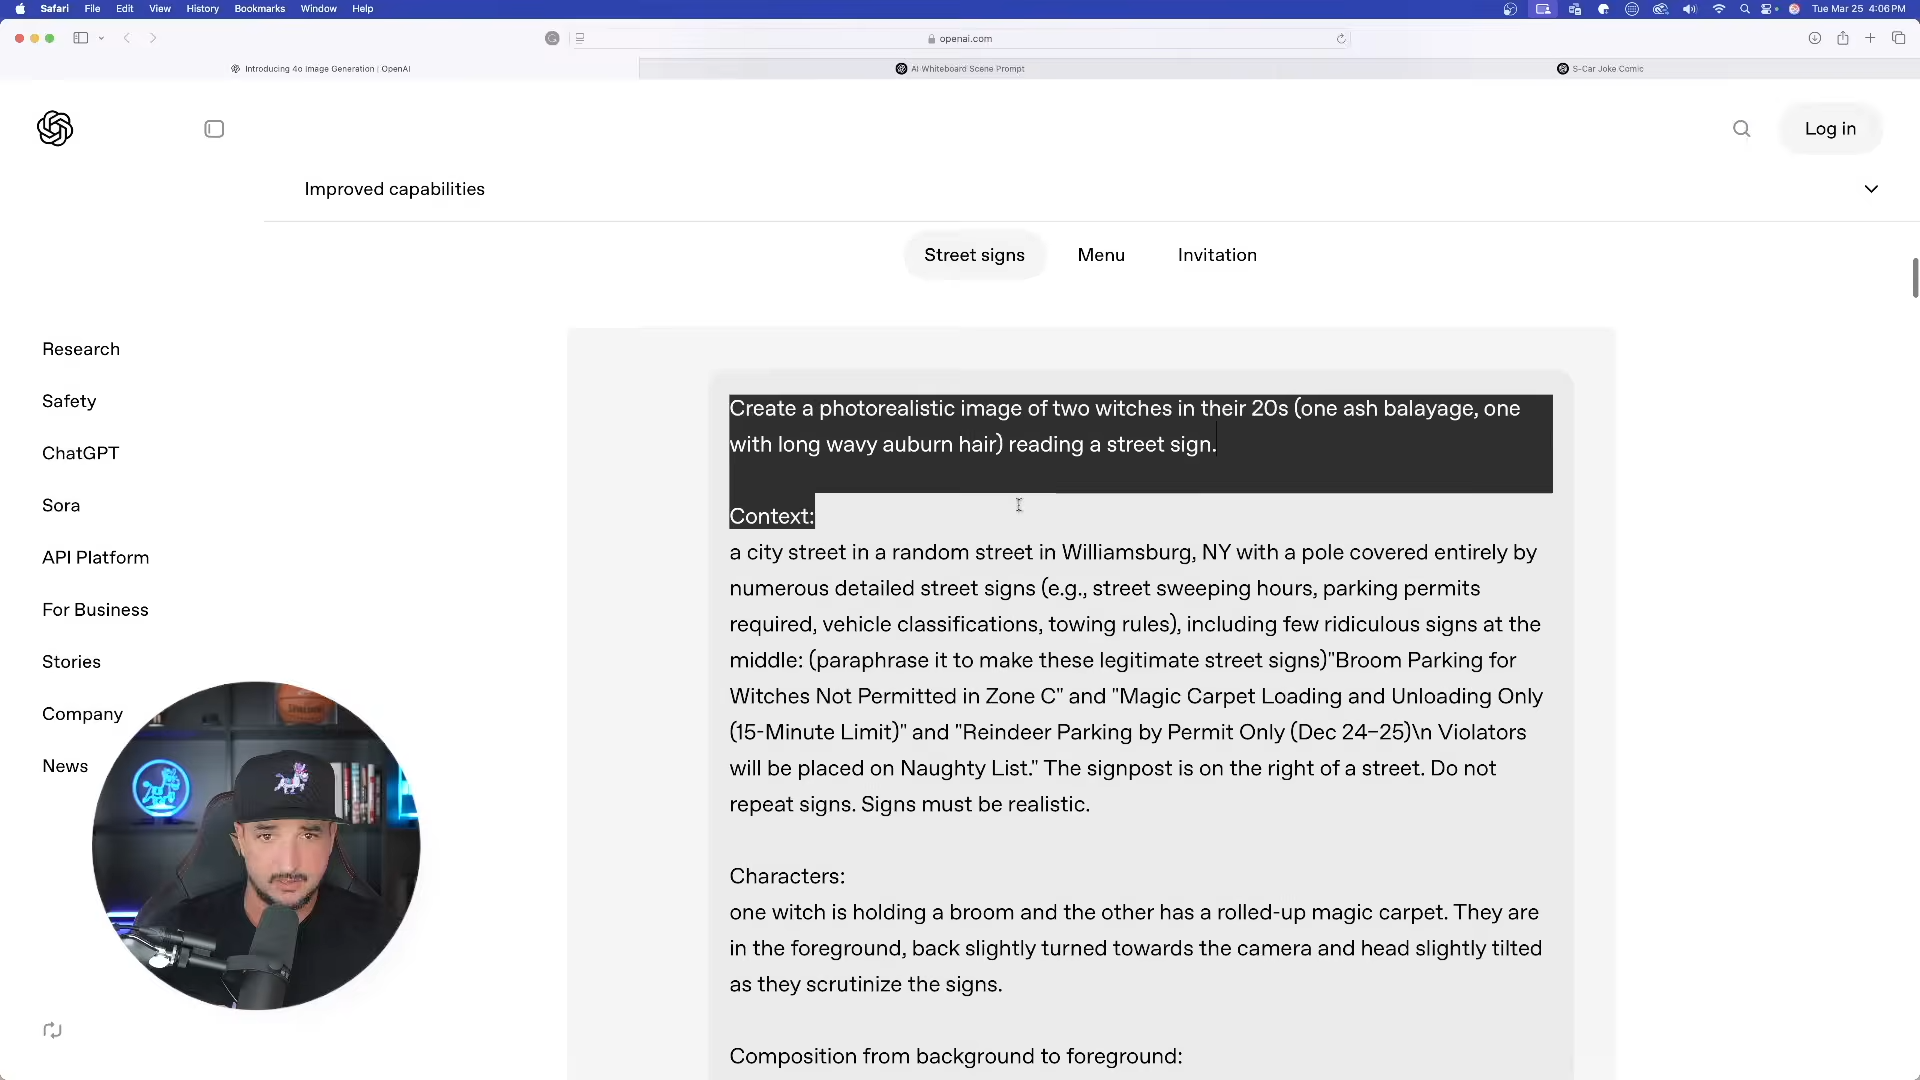 Safari File Edit View History Bookmarks Window Help
Tue Mar 25 4:06 PM
openai.com
Introducing 4o Image Generation | OpenAI
AI Whiteboard Scene Prompt
S-Car Joke Comic
Log in
Improved capabilities
Street signs Menu Invitation
Research
Safety
ChatGPT
Sora
API Platform
For Business
Stories
Company
News
Create a photorealistic image of two witches in their 20s (one ash balayage, one
with long wavy auburn hair) reading a street sign.
Context:
a city street in a random street in Williamsburg, NY with a pole covered entirely by
numerous detailed street signs (e.g., street sweeping hours, parking permits
required, vehicle classifications, towing rules), including few ridiculous signs at the
middle: (paraphrase it to make these legitimate street signs)"Broom Parking for
Witches Not Permitted in Zone C" and "Magic Carpet Loading and Unloading Only
(15-Minute Limit)" and "Reindeer Parking by Permit Only (Dec 24–25)\n Violators
will be placed on Naughty List." The signpost is on the right of a street. Do not
repeat signs. Signs must be realistic.
Characters:
one witch is holding a broom and the other has a rolled-up magic carpet. They are
in the foreground, back slightly turned towards the camera and head slightly tilted
as they scrutinize the signs.
Composition from background to foreground: